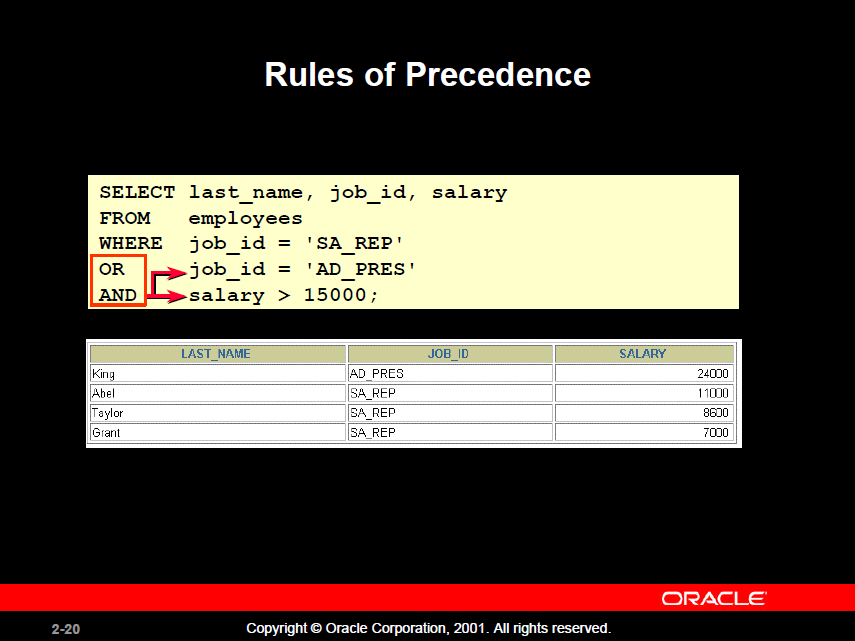 Rules of Precedence
SELECT last_name, job_id, salary
FROM employees
WHERE job_id = 'SA_REP'
OR job_id = 'AD_PRES'
AND salary > 15000;
LAST_NAME JOB_ID SALARY
King AD_PRES 24000
Abel SA_REP 11000
Taylor SA_REP 8600
Grant SA_REP 7000
ORACLE
2-20 Copyright © Oracle Corporation, 2001. All rights reserved.